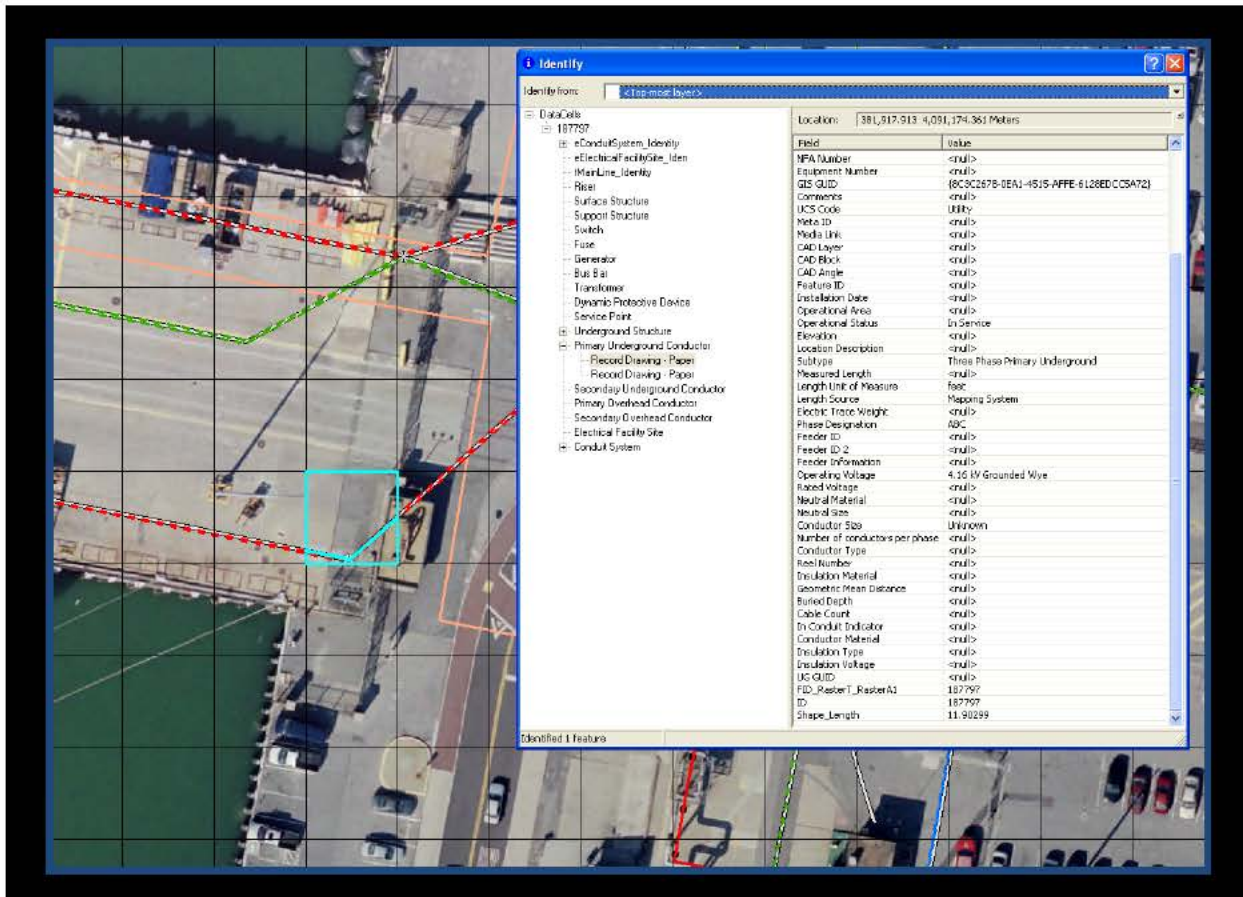 Identify
Identify from: <Top-most layer>
DataCells
187797
eConduitSystem_Identity
eElectricalFacilitySite_Iden
tMainLine_Identity
Riser
Surface Structure
Support Structure
Switch
Fuse
Generator
Bus Bar
Transformer
Dynamic Protective Device
Service Point
Underground Structure
Primary Underground Conductor
Record Drawing - Paper
Record Drawing - Paper
Secondary Underground Conductor
Primary Overhead Conductor
Secondary Overhead Conductor
Electrical Facility Site
Conduit System
Location: 381,917.913 4,091,174.361 Meters
Field Value
NFA Number <null>
Equipment Number <null>
GIS GUID {8C3C267B-0EA1-4515-AFFE-6128EDCC5A72}
Comments <null>
UCS Code Utility
Meta ID <null>
Media Link <null>
CAD Layer <null>
CAD Block <null>
CAD Angle <null>
Feature ID <null>
Installation Date <null>
Operational Area <null>
Operational Status In Service
Elevation <null>
Location Description <null>
Subtype Three Phase Primary Underground
Measured Length <null>
Length Unit of Measure feet
Length Source Mapping System
Electric Trace Weight <null>
Phase Designation ABC
Feeder ID <null>
Feeder ID 2 <null>
Feeder Information <null>
Operating Voltage 4.16 kV Grounded Wye
Rated Voltage <null>
Neutral Material <null>
Neutral Size <null>
Conductor Size Unknown
Number of conductors per phase <null>
Conductor Type <null>
Reel Number <null>
Insulation Material <null>
Geometric Mean Distance <null>
Buried Depth <null>
Cable Count <null>
In Conduit Indicator <null>
Conductor Material <null>
Insulation Type <null>
Insulation Voltage <null>
UG GUID <null>
FID_RasterT_RasterA1 187797
ID 187797
Shape_Length 11.90299
Identified 1 feature